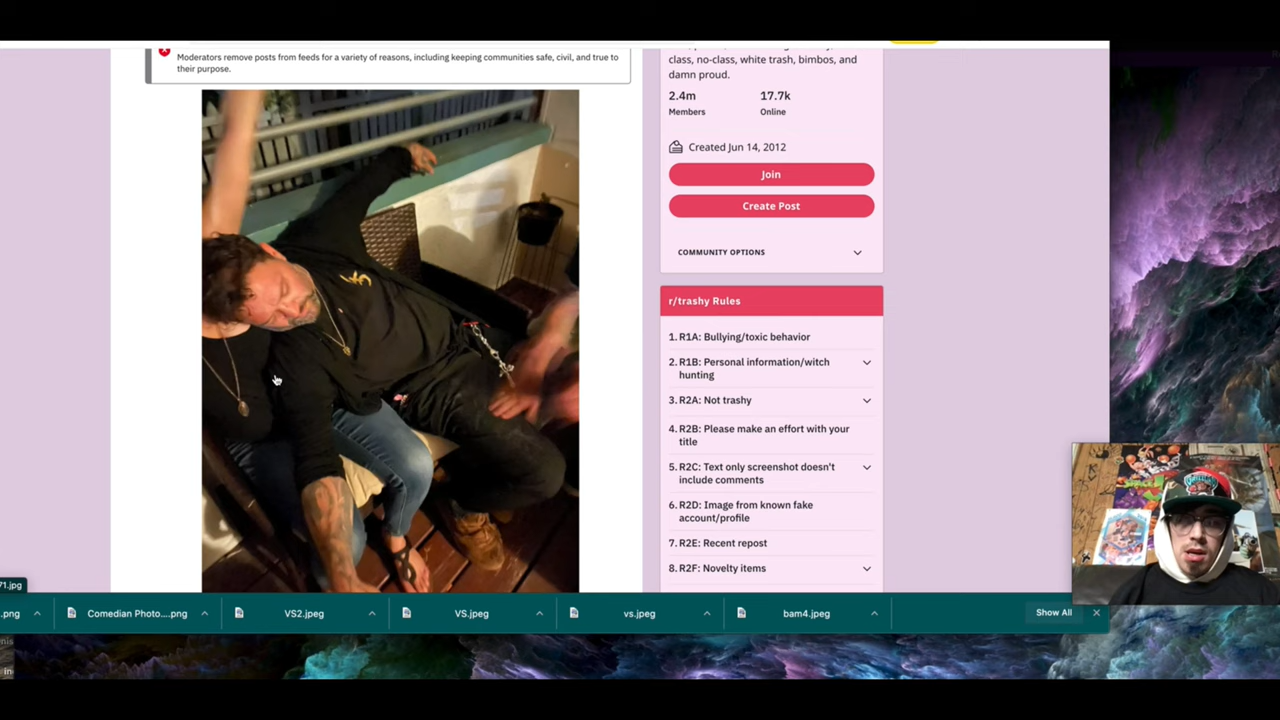 Moderators remove posts from feeds for a variety of reasons, including keeping communities safe, civil, and true to
their purpose.
class, no-class, white trash, bimbos, and
damn proud.
2.4m
17.7k
Members
Online
Created Jun 14, 2012
Join
Create Post
COMMUNITY OPTIONS
r/trashy Rules
1. R1A: Bullying/toxic behavior
2. R1B: Personal information/witch
hunting
3. R2A: Not trashy
4. R2B: Please make an effort with your
title
5. R2C: Text only screenshot doesn't
include comments
6. R2D: Image from known fake
account/profile
7. R2E: Recent repost
8. R2F: Novelty items
71.jpg
.png
Comedian Photo....png
VS2.jpeg
VS.jpeg
vs.jpeg
bam4.jpeg
Show All